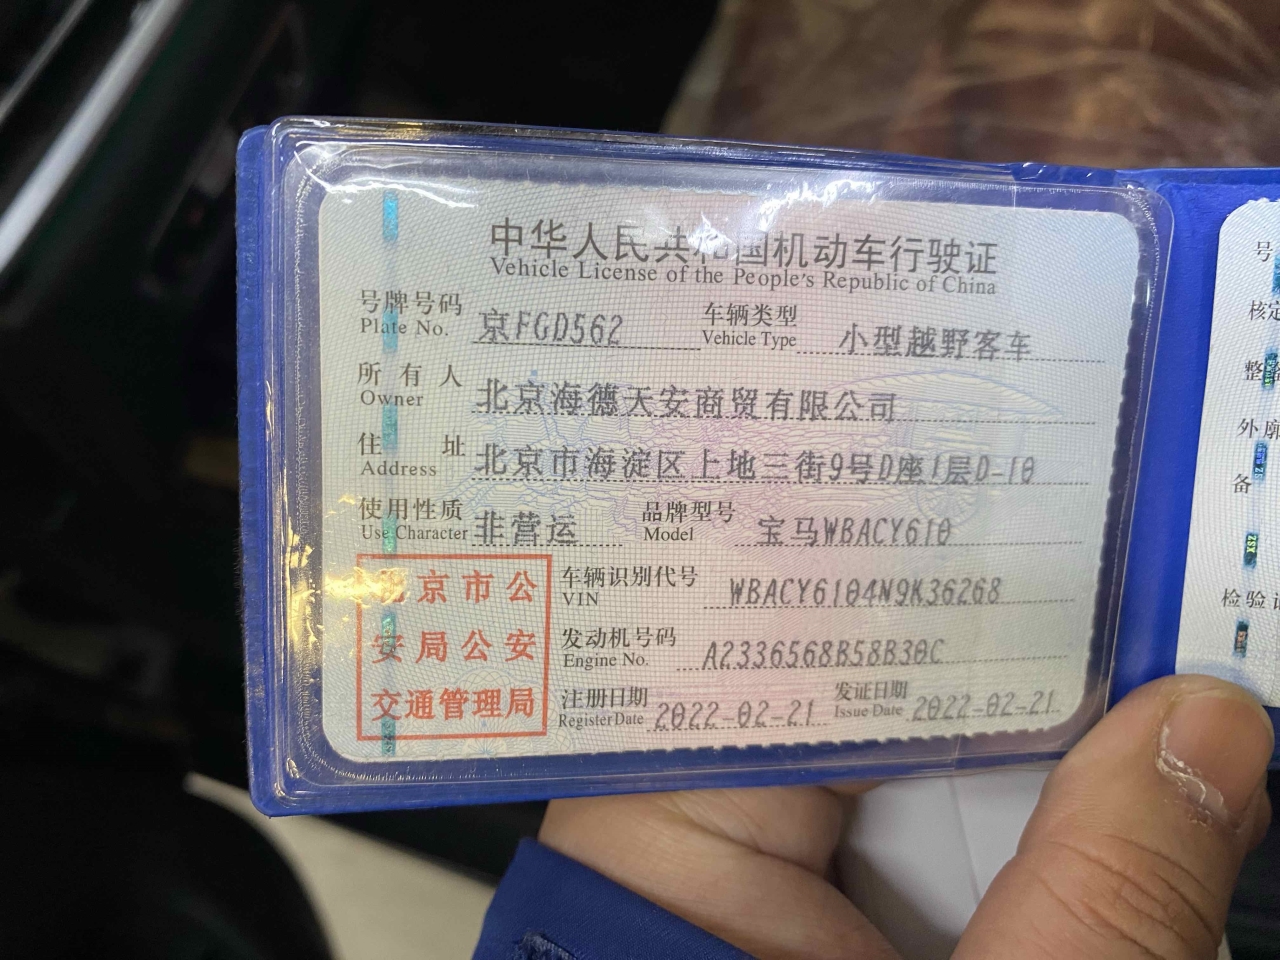 中华人民共和国机动车行驶证
Vehicle License of the People's Republic of China
号牌号码 京FGD562 车辆类型 小型越野客车
Plate No. Vehicle Type
所有人 北京海德天安商贸有限公司
Owner
住址 北京市海淀区上地三街9号D座1层D-10
Address
使用性质 非营运 品牌型号 宝马WBACY610
Use Character Model
北京市公
安局公安
交通管理局
车辆识别代号 WBACY6104N9K36268
VIN
发动机号码 A2336568B58B30C
Engine No.
注册日期 2022-02-21 发证日期 2022-02-21
Register Date Issue Date
号
核定
整
外廓
备
检验